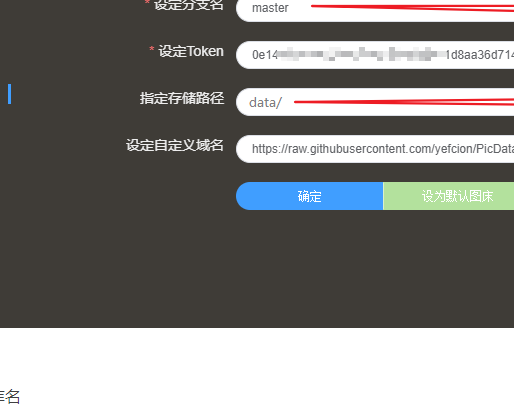 * 设定分支名 master
* 设定Token 0e14 1d8aa36d714
指定存储路径 data/
设定自定义域名 https://raw.githubusercontent.com/yefcion/PicData
确定 设为默认图床
库名